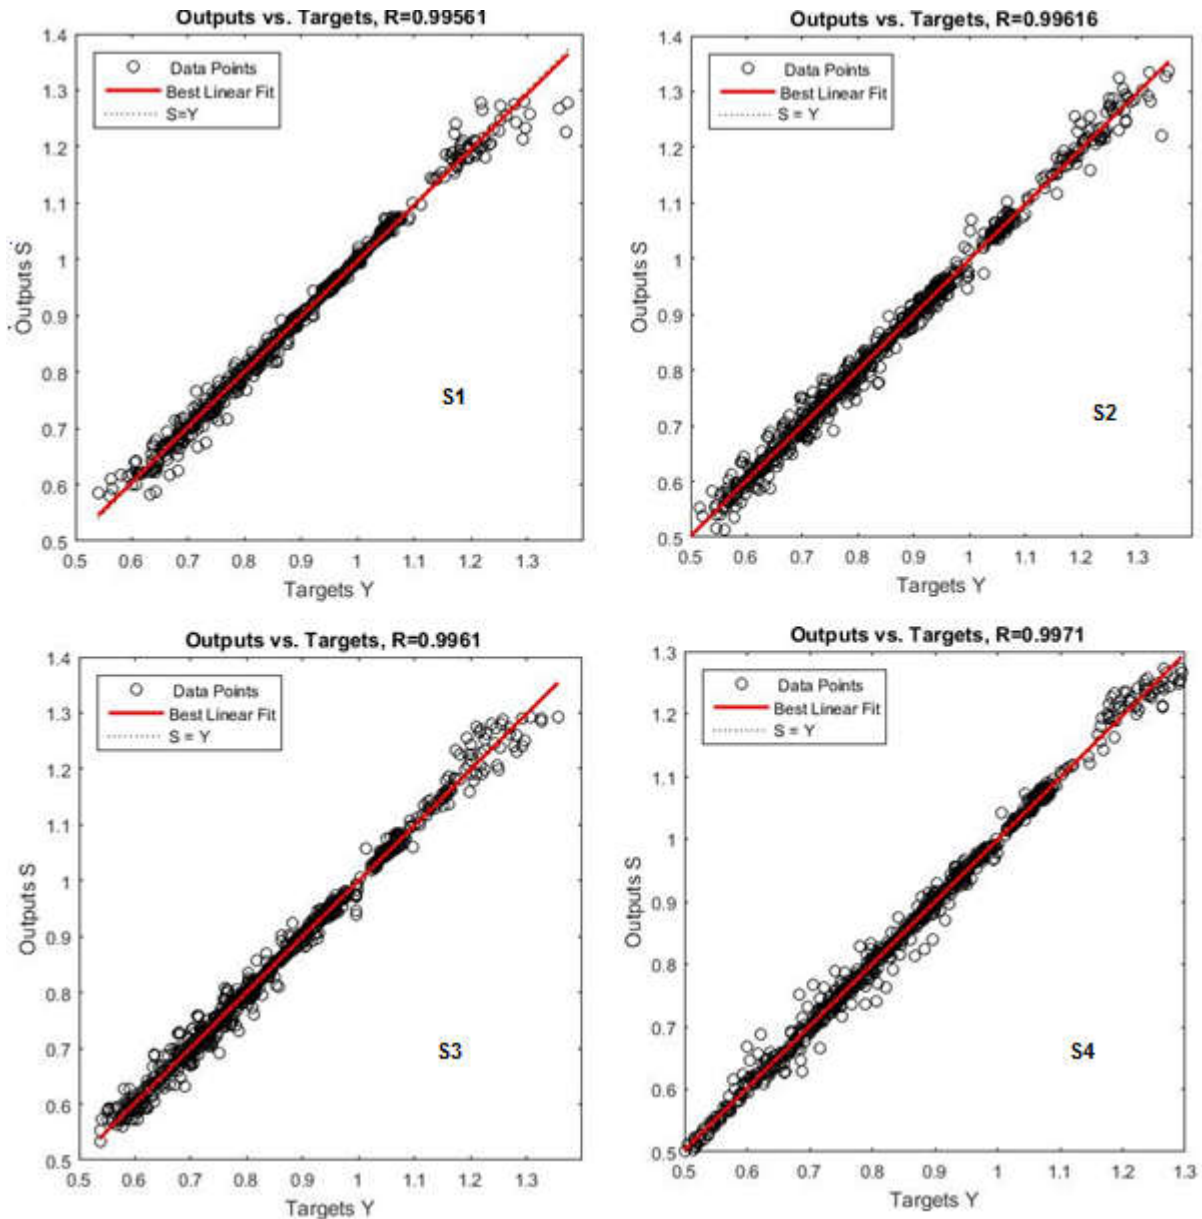 Outputs vs. Targets, R=0.99561
1.4
1.3
1.2
1.1
1
0.9
0.8
0.7
0.6
0.5
Outputs S
Data Points
Best Linear Fit
S=Y
S1
0.6 0.7 0.8 0.9 1 1.1 1.2 1.3
Targets Y
Outputs vs. Targets, R=0.99616
1.4
1.3
1.2
1.1
1
0.9
0.8
0.7
0.6
0.5
Outputs S
Data Points
Best Linear Fit
S = Y
S2
0.5 0.6 0.7 0.8 0.9 1 1.1 1.2 1.3
Targets Y
Outputs vs. Targets, R=0.9961
1.4
1.3
1.2
1.1
1
0.9
0.8
0.7
0.6
0.5
Outputs S
Data Points
Best Linear Fit
S = Y
S3
0.5 0.6 0.7 0.8 0.9 1 1.1 1.2 1.3
Targets Y
Outputs vs. Targets, R=0.9971
1.3
1.2
1.1
1
0.9
0.8
0.7
0.6
0.5
Outputs S
Data Points
Best Linear Fit
S = Y
S4
0.5 0.6 0.7 0.8 0.9 1 1.1 1.2 1.3
Targets Y